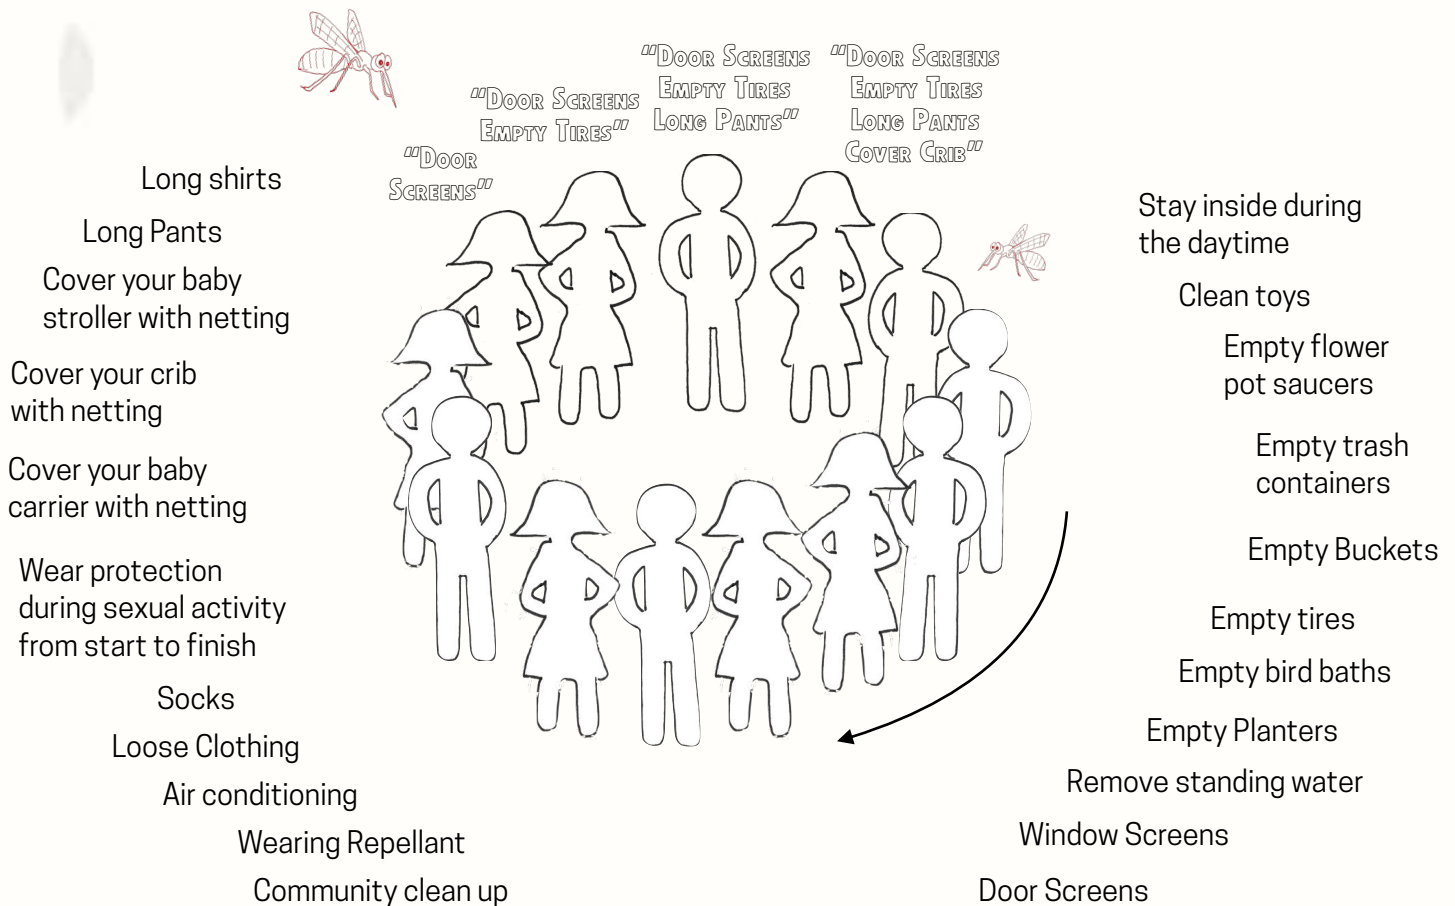 "Door Screens"
"Door Screens
Empty Tires"
"Door Screens
Empty Tires
Long Pants"
"Door Screens
Empty Tires
Long Pants
Cover Crib"
Long shirts
Long Pants
Cover your baby
stroller with netting
Cover your crib
with netting
Cover your baby
carrier with netting
Wear protection
during sexual activity
from start to finish
Socks
Loose Clothing
Air conditioning
Wearing Repellant
Community clean up
Stay inside during
the daytime
Clean toys
Empty flower
pot saucers
Empty trash
containers
Empty Buckets
Empty tires
Empty bird baths
Empty Planters
Remove standing water
Window Screens
Door Screens